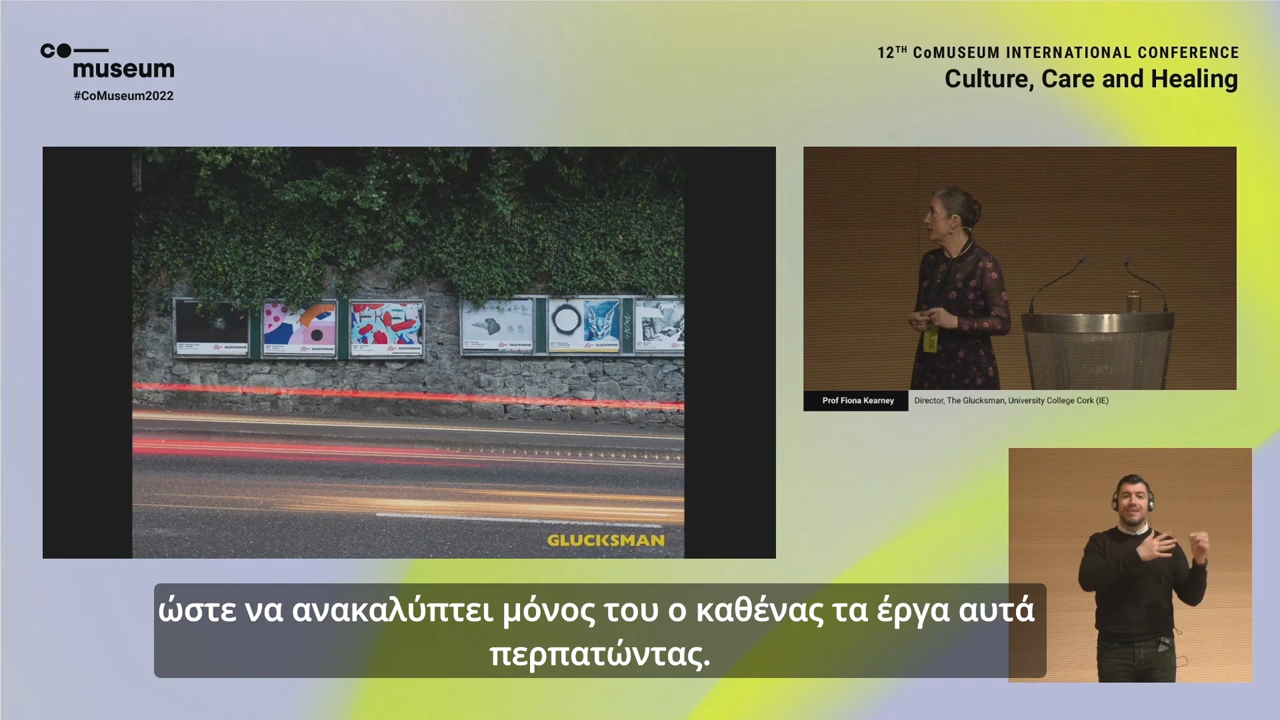 co
museum
#CoMuseum2022
12TH CoMUSEUM INTERNATIONAL CONFERENCE
Culture, Care and Healing
GLUCKSMAN
Prof Fiona Kearney
Director, The Glucksman, University College Cork (IE)
ώστε να ανακαλύπτει μόνος του ο καθένας τα έργα αυτά
περπατώντας.